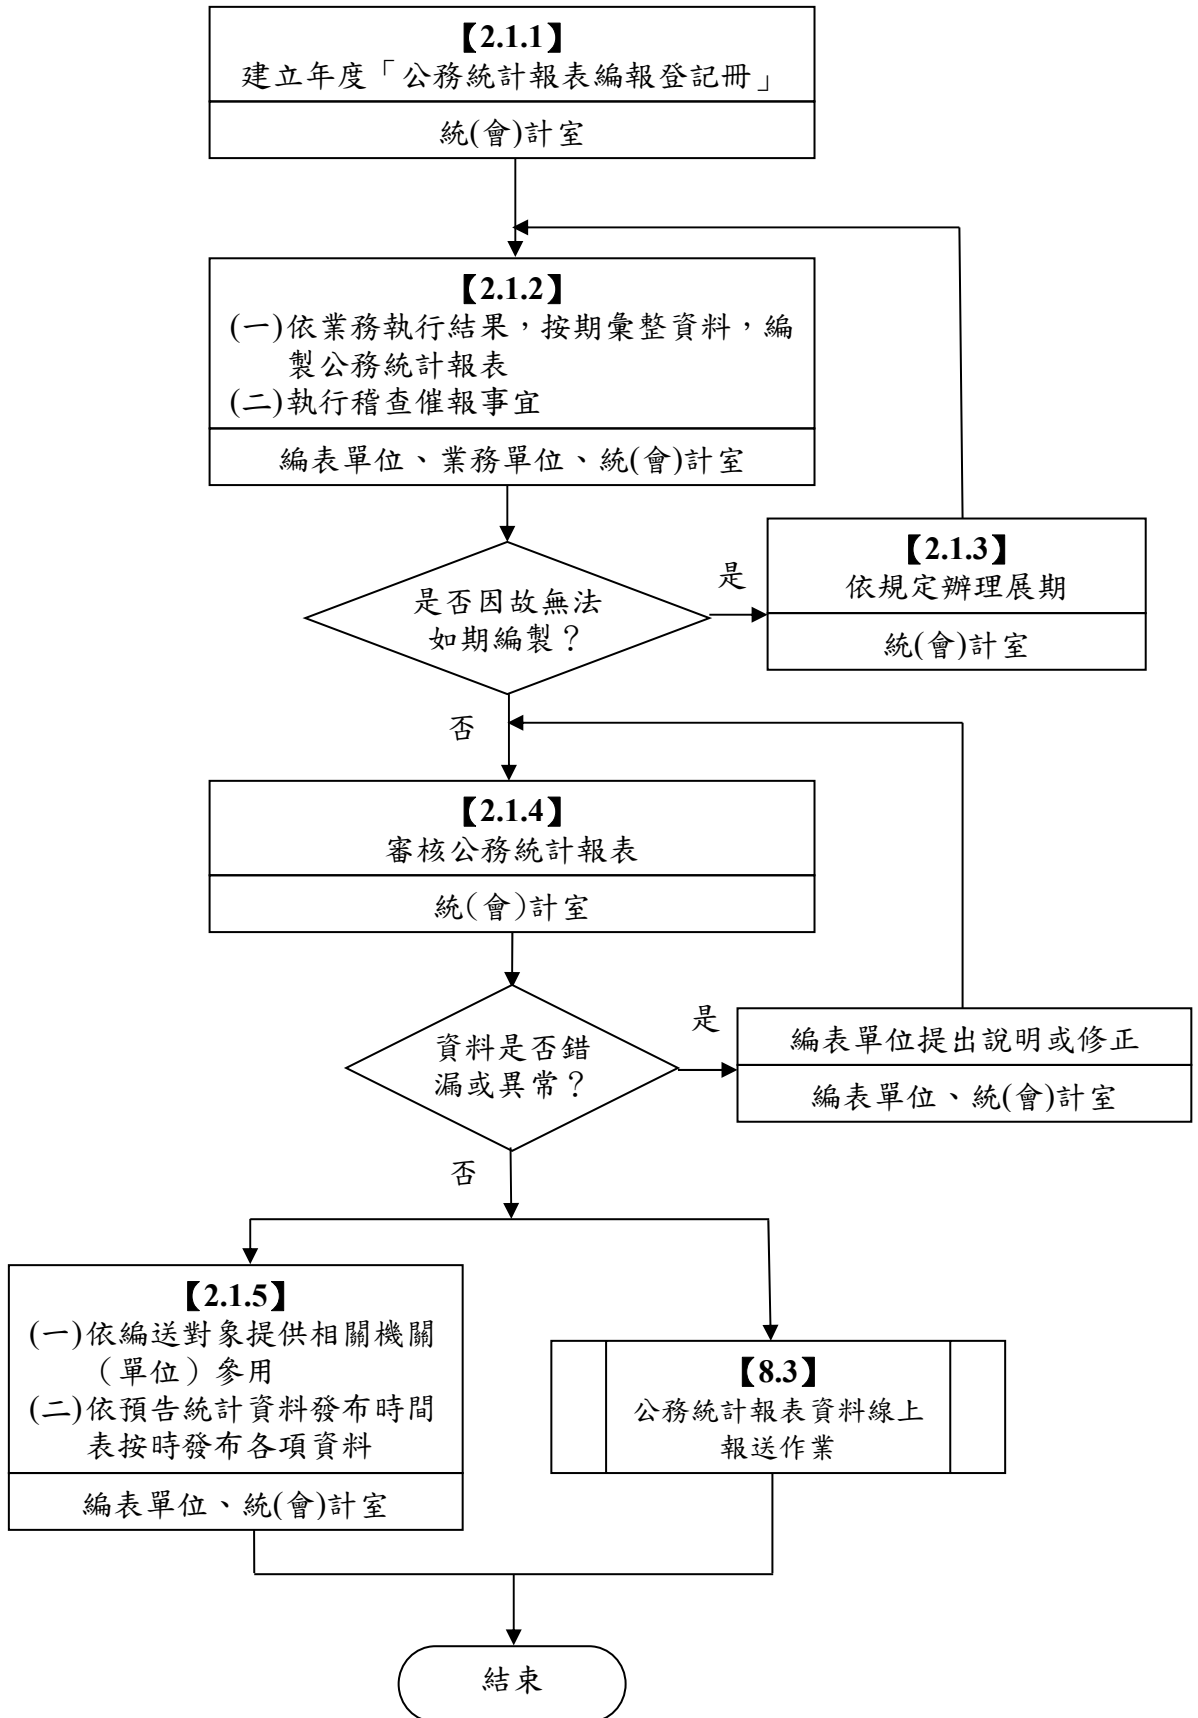 【2.1.1】
建立年度「公務統計報表編報登記冊」
統(會)計室
【2.1.2】
(一)依業務執行結果，按期彙整資料，編
製公務統計報表
(二)執行稽查催報事宜
編表單位、業務單位、統(會)計室
是否因故無法
如期編製？
是
【2.1.3】
依規定辦理展期
統(會)計室
否
【2.1.4】
審核公務統計報表
統(會)計室
資料是否錯
漏或異常？
是
編表單位提出說明或修正
編表單位、統(會)計室
否
【2.1.5】
(一)依編送對象提供相關機關
（單位）參用
(二)依預告統計資料發布時間
表按時發布各項資料
編表單位、統(會)計室
【8.3】
公務統計報表資料線上
報送作業
結束